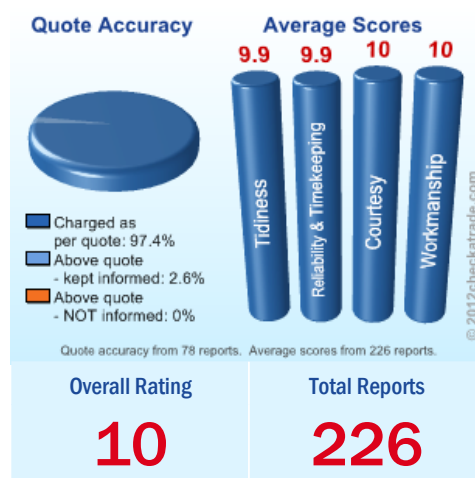 Quote Accuracy
Average Scores
9.9 9.9 10 10
Tidiness
Reliability & Timekeeping
Courtesy
Workmanship
Charged as
per quote: 97.4%
Above quote
- kept informed: 2.6%
Above quote
- NOT informed: 0%
© 2012checkatrade.com
Quote accuracy from 78 reports. Average scores from 226 reports.
Overall Rating
10
Total Reports
226